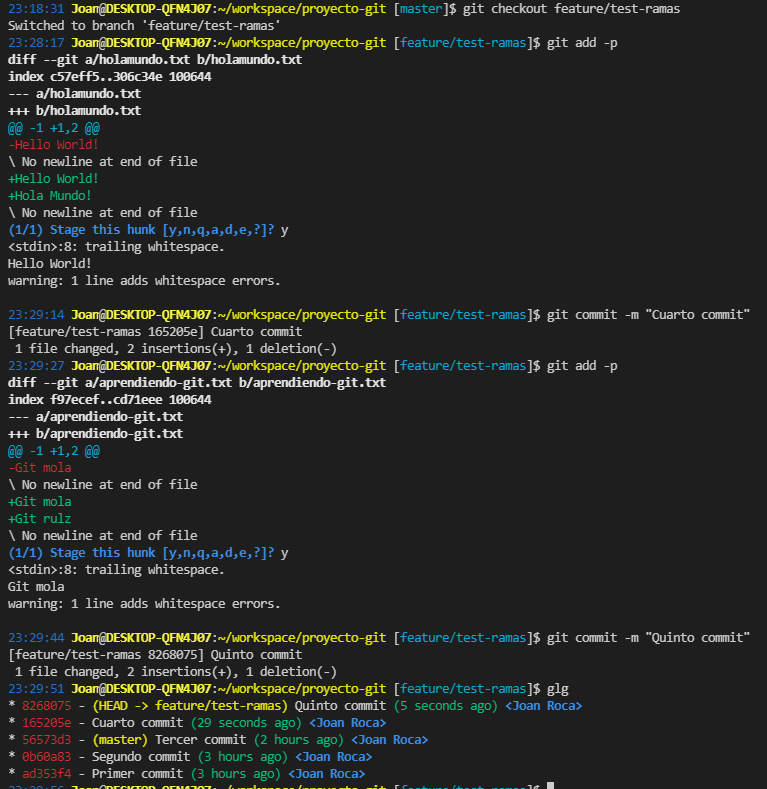 23:18:31 Joan@DESKTOP-QFN4J07:~/workspace/proyecto-git [master]$ git checkout feature/test-ramas
Switched to branch 'feature/test-ramas'
23:28:17 Joan@DESKTOP-QFN4J07:~/workspace/proyecto-git [feature/test-ramas]$ git add -p
diff --git a/holamundo.txt b/holamundo.txt
index c57eff5..306c34e 100644
--- a/holamundo.txt
+++ b/holamundo.txt
@@ -1 +1,2 @@
-Hello World!
\ No newline at end of file
+Hello World!
+Hola Mundo!
\ No newline at end of file
(1/1) Stage this hunk [y,n,q,a,d,e,?]? y
<stdin>:8: trailing whitespace.
Hello World!
warning: 1 line adds whitespace errors.

23:29:14 Joan@DESKTOP-QFN4J07:~/workspace/proyecto-git [feature/test-ramas]$ git commit -m "Cuarto commit"
[feature/test-ramas 165205e] Cuarto commit
 1 file changed, 2 insertions(+), 1 deletion(-)
23:29:27 Joan@DESKTOP-QFN4J07:~/workspace/proyecto-git [feature/test-ramas]$ git add -p
diff --git a/aprendiendo-git.txt b/aprendiendo-git.txt
index f97ecef..cd71eee 100644
--- a/aprendiendo-git.txt
+++ b/aprendiendo-git.txt
@@ -1 +1,2 @@
-Git mola
\ No newline at end of file
+Git mola
+Git rulz
\ No newline at end of file
(1/1) Stage this hunk [y,n,q,a,d,e,?]? y
<stdin>:8: trailing whitespace.
Git mola
warning: 1 line adds whitespace errors.

23:29:44 Joan@DESKTOP-QFN4J07:~/workspace/proyecto-git [feature/test-ramas]$ git commit -m "Quinto commit"
[feature/test-ramas 8268075] Quinto commit
 1 file changed, 2 insertions(+), 1 deletion(-)
23:29:51 Joan@DESKTOP-QFN4J07:~/workspace/proyecto-git [feature/test-ramas]$ glg
* 8268075 - (HEAD -> feature/test-ramas) Quinto commit (5 seconds ago) <Joan Roca>
* 165205e - Cuarto commit (29 seconds ago) <Joan Roca>
* 56573d3 - (master) Tercer commit (2 hours ago) <Joan Roca>
* 0b60a83 - Segundo commit (3 hours ago) <Joan Roca>
* ad353f4 - Primer commit (3 hours ago) <Joan Roca>
23:29:56 Joan@DESKTOP-QFN4J07:~/workspace/proyecto-git [feature/test-ramas]$